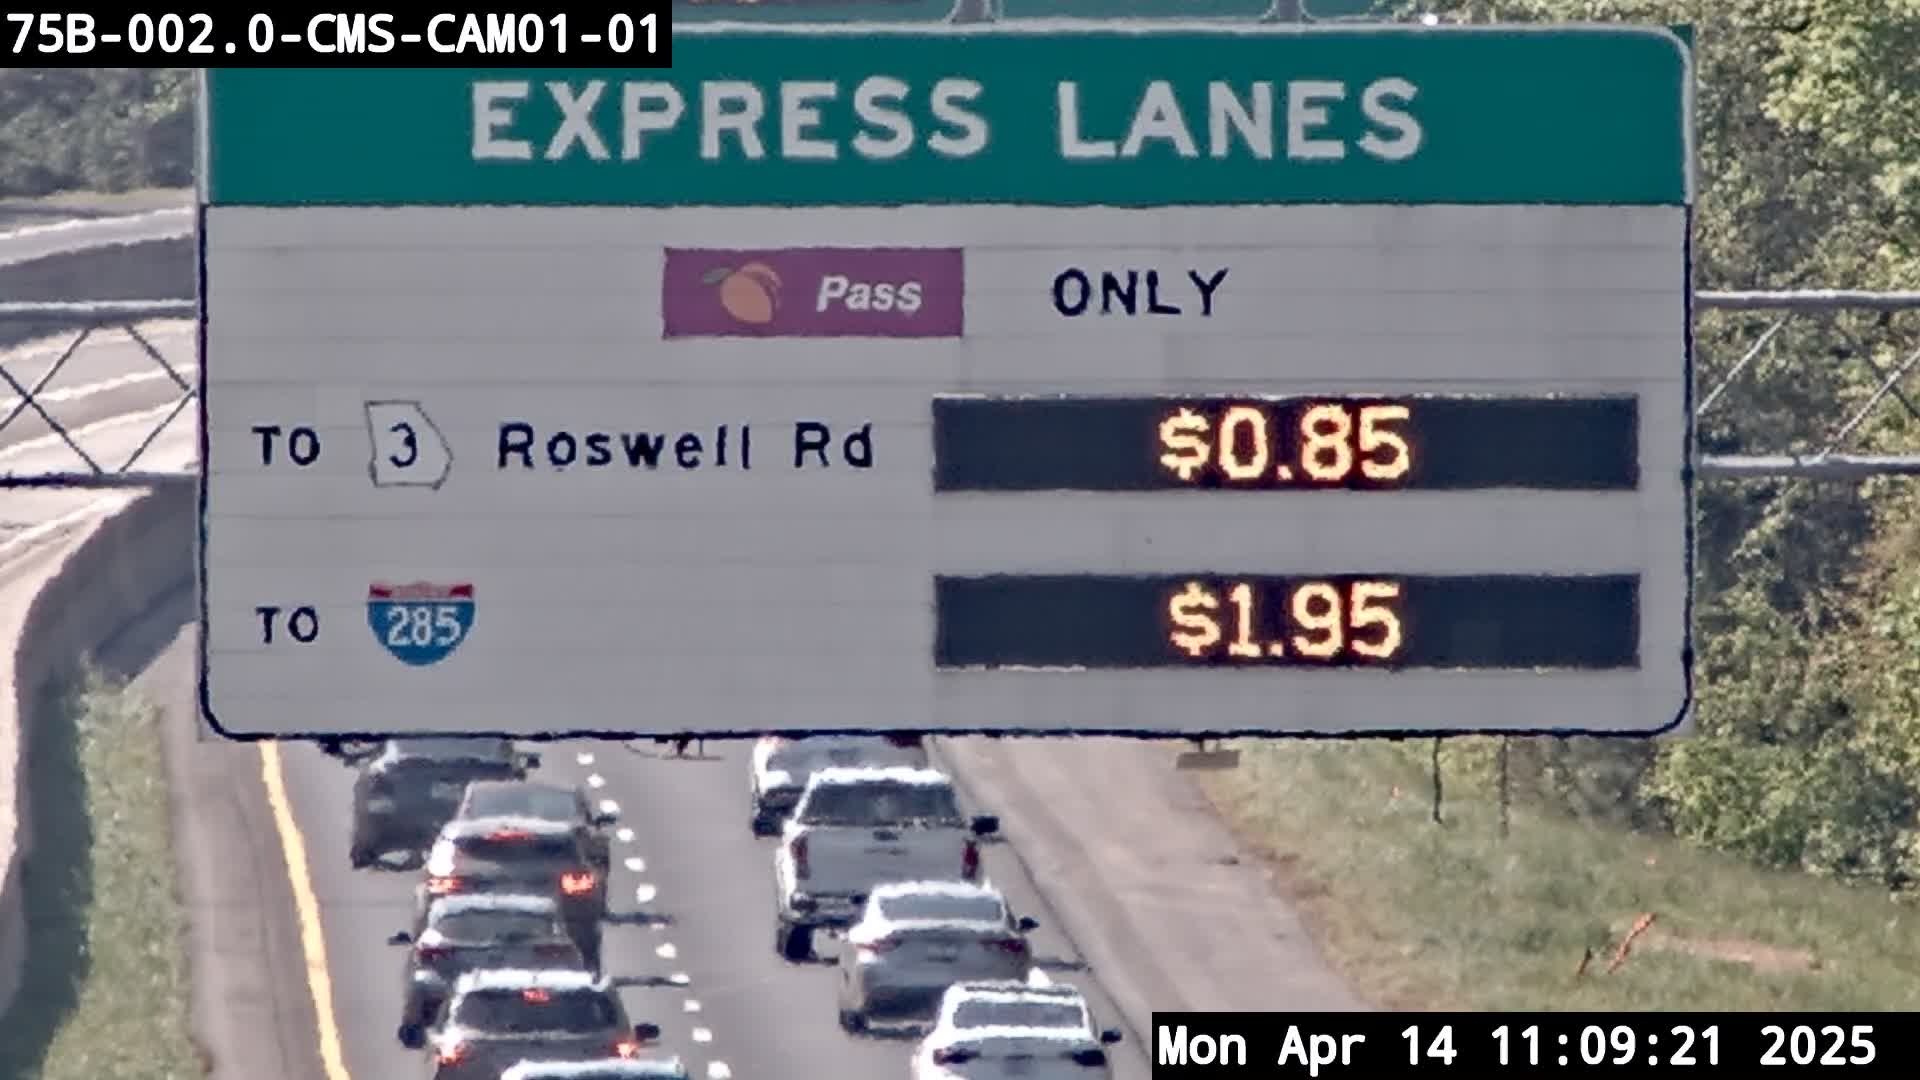 75B-002.0-CMS-CAM01-01
EXPRESS LANES
Pass ONLY
TO 3 Roswell Rd $0.85
TO 285 $1.95
Mon Apr 14 11:09:21 2025